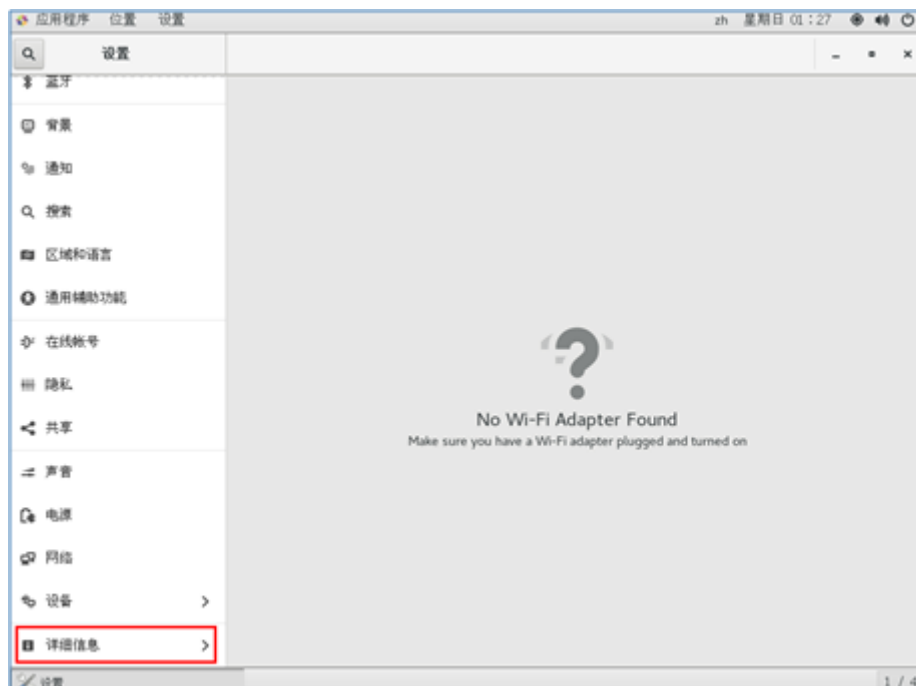 应用程序 位置 设置 zh 星期日 01:27
设置
蓝牙
背景
通知
搜索
区域和语言
通用辅助功能
在线帐号
隐私
共享
声音
电源
网络
设备
详细信息
No Wi-Fi Adapter Found
Make sure you have a Wi-Fi adapter plugged and turned on
设置 1 / 4